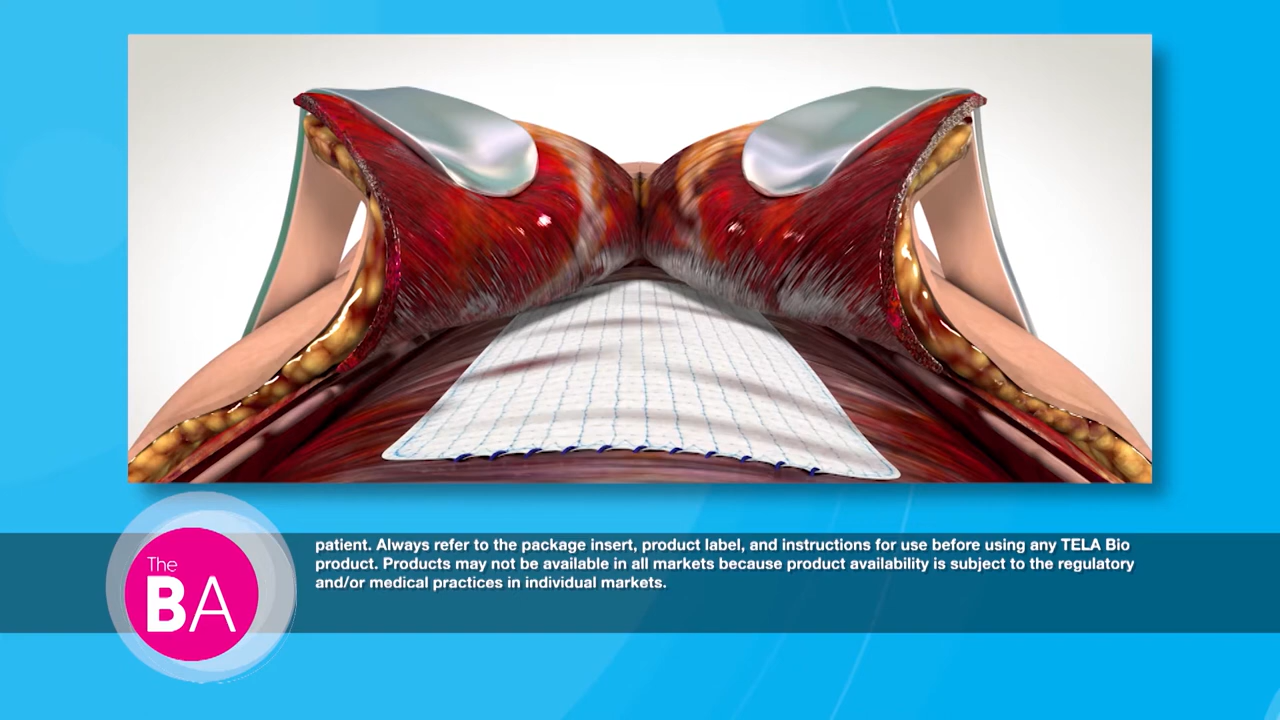 The
BA
patient. Always refer to the package insert, product label, and instructions for use before using any TELA Bio
product. Products may not be available in all markets because product availability is subject to the regulatory
and/or medical practices in individual markets.